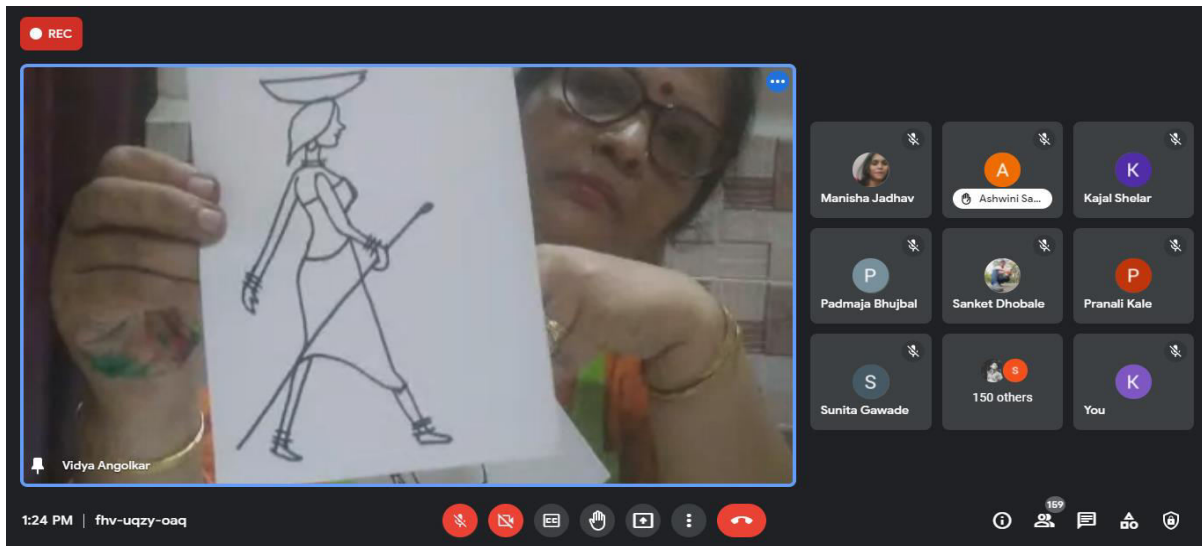 REC
Manisha Jadhav
A
Ashwini Sa...
K
Kajal Shelar
P
Padmaja Bhujbal
Sanket Dhobale
P
Pranali Kale
S
Sunita Gawade
S
150 others
K
You
Vidya Angolkar
1:24 PM | fhv-uqzy-oaq
CC
159